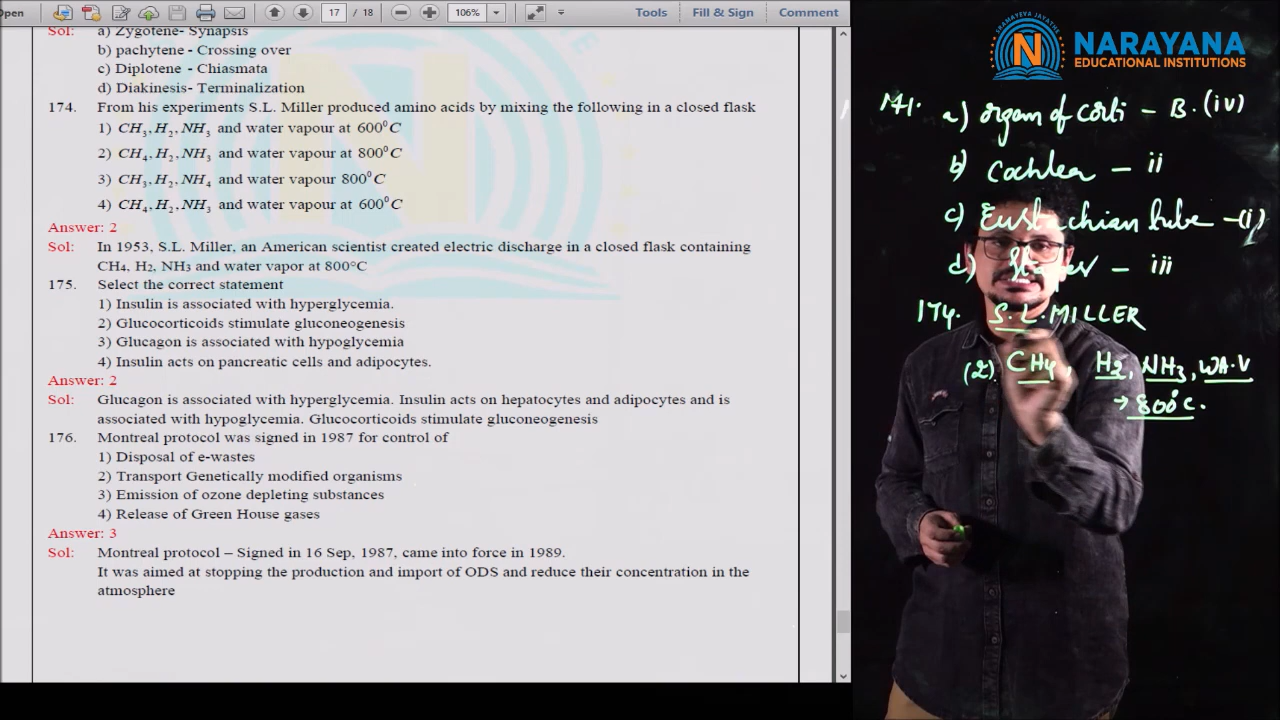 Open
17 / 18
106%
Tools
Fill & Sign
Comment
Sol: a) Zygotene- Synapsis
b) pachytene - Crossing over
c) Diplotene - Chiasmata
d) Diakinesis- Terminalization
174. From his experiments S.L. Miller produced amino acids by mixing the following in a closed flask
1) CH₃, H₂, NH₃ and water vapour at 600⁰C
2) CH₄, H₂, NH₃ and water vapour at 800⁰C
3) CH₃, H₂, NH₄ and water vapour 800⁰C
4) CH₄, H₂, NH₃ and water vapour at 600⁰C
Answer: 2
Sol: In 1953, S.L. Miller, an American scientist created electric discharge in a closed flask containing
CH4, H2, NH3 and water vapor at 800°C
175. Select the correct statement
1) Insulin is associated with hyperglycemia.
2) Glucocorticoids stimulate gluconeogenesis
3) Glucagon is associated with hypoglycemia
4) Insulin acts on pancreatic cells and adipocytes.
Answer: 2
Sol: Glucagon is associated with hyperglycemia. Insulin acts on hepatocytes and adipocytes and is
associated with hypoglycemia. Glucocorticoids stimulate gluconeogenesis
176. Montreal protocol was signed in 1987 for control of
1) Disposal of e-wastes
2) Transport Genetically modified organisms
3) Emission of ozone depleting substances
4) Release of Green House gases
Answer: 3
Sol: Montreal protocol – Signed in 16 Sep, 1987, came into force in 1989.
It was aimed at stopping the production and import of ODS and reduce their concentration in the
atmosphere
SRAMAYEVA JAYATHE
N
NARAYANA
EDUCATIONAL INSTITUTIONS
171. a) organ of corti – B. (iv)
b) Cochlea – ii
c) Eustachian tube –(i)
d) – iii
174. S.L. MILLER
(2) CH4, H2, NH3, WA.V
→ 800°C.